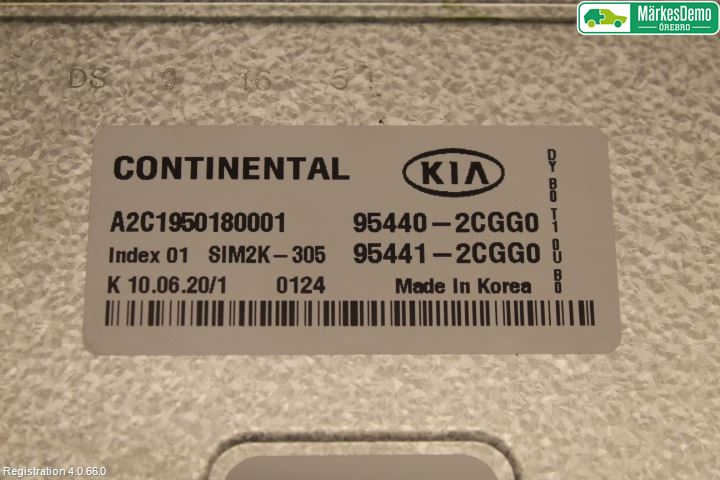 MärkesDemo
ÖREBRO
DS 0 16 5
CONTINENTAL KIA
A2C1950180001 95440-2CGG0
Index 01 SIM2K-305 95441-2CGG0
K 10.06.20/1 0124 Made In Korea
DY B0 T1 0U B0
Registration 4.0.66.0